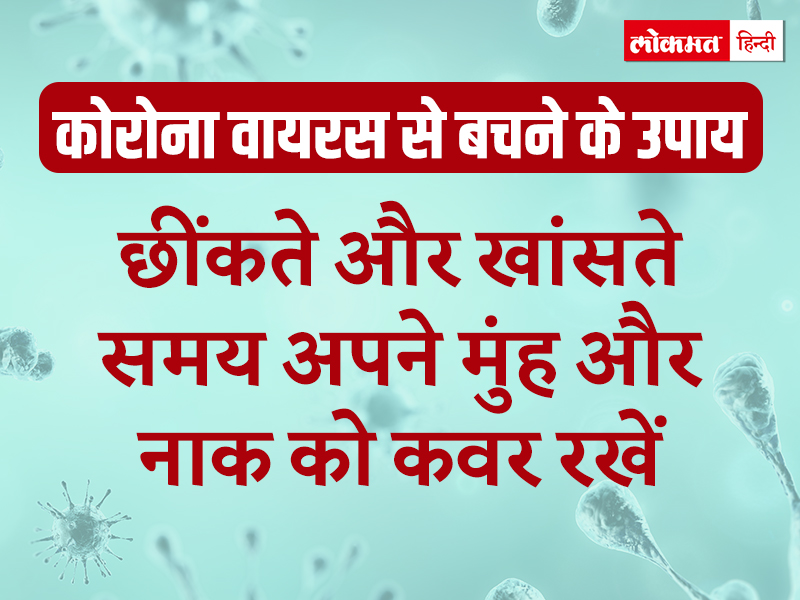 लोकमत हिन्दी
कोरोना वायरस से बचने के उपाय
छींकते और खांसते
समय अपने मुंह और
नाक को कवर रखें